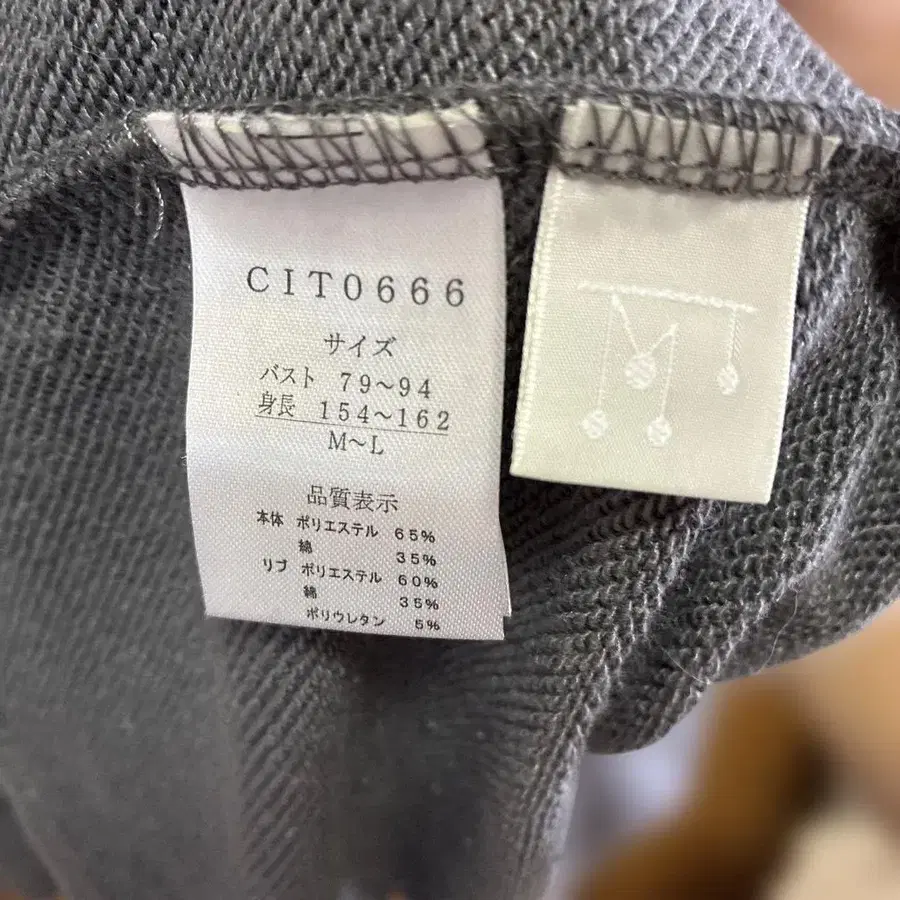 CIT0666
サイズ
バスト 79～94
身長 154～162
M～L
品質表示
本体 ポリエステル 65%
綿 35%
リブ ポリエステル 60%
綿 35%
ポリウレタン 5%